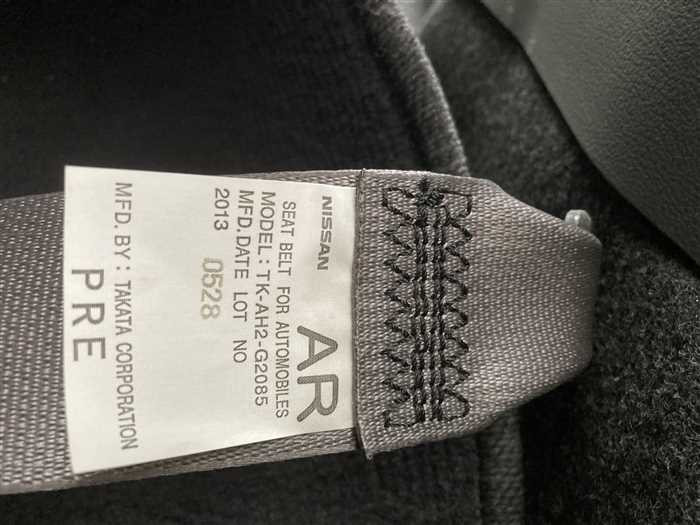 NISSAN AR
SEAT BELT FOR AUTOMOBILES
MODEL:TK-AH2-G2085
MFD.DATE LOT NO
2013 0528
MFD.BY:TAKATA CORPORATION
PRE